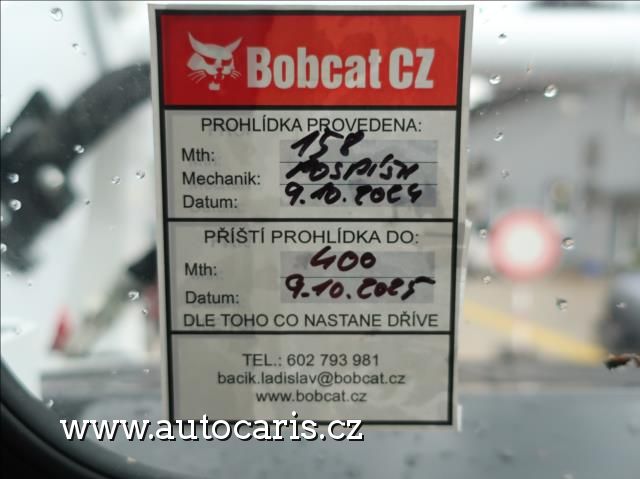 Bobcat CZ
PROHLÍDKA PROVEDENA:
Mth: 158
Mechanik: POSPÍŠIL
Datum: 9.10.2024
PŘÍŠTÍ PROHLÍDKA DO:
Mth: 400
Datum: 9.10.2025
DLE TOHO CO NASTANE DŘÍVE
TEL.: 602 793 981
bacik.ladislav@bobcat.cz
www.bobcat.cz
www.autocaris.cz